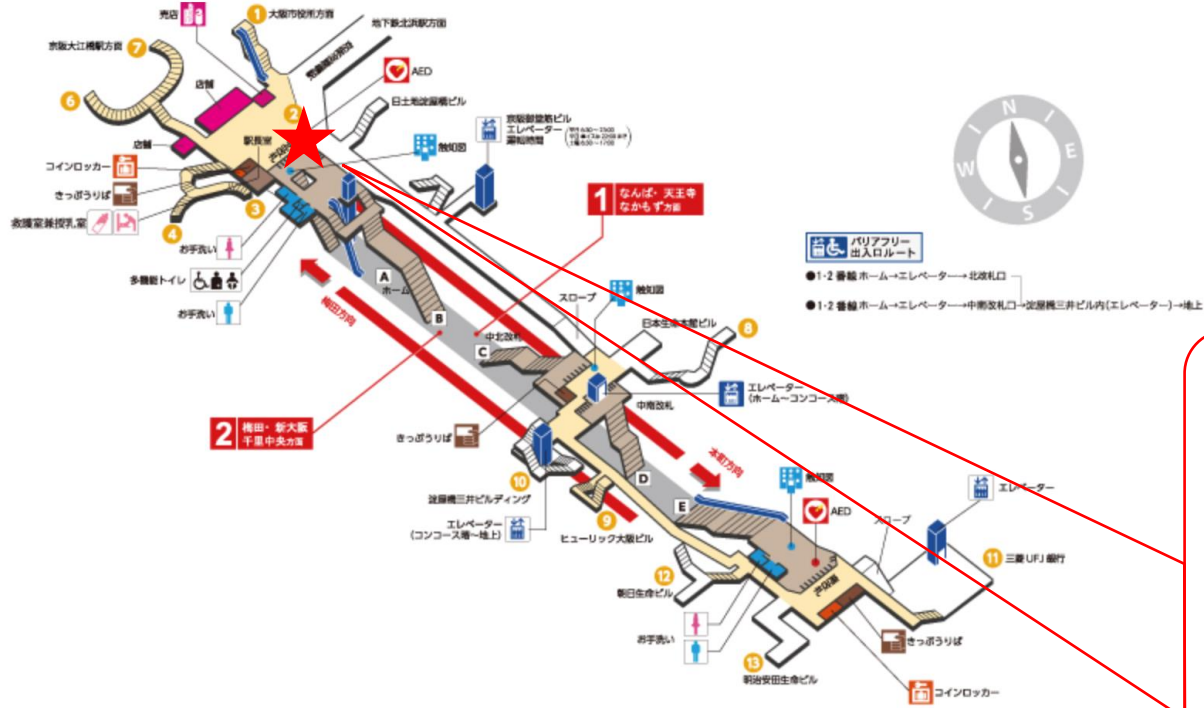 売店
1 大阪市役所方面
地下鉄北浜駅方面
京阪大江橋駅方面 7
AED
2
6
店舗
日土地淀屋橋ビル
京阪御堂筋ビル
エレベーター
運転時間
駅長室
店舗
触知図
コインロッカー
きっぷうりば
救護室兼授乳室
3
4
1 なんば・天王寺
なかもず方面
お手洗い
多機能トイレ
お手洗い
A
ホーム
梅田方向
B
中北改札
C
スロープ
触知図
日本生命本館ビル
8
エレベーター
(ホーム〜コンコース階)
中南改札
2 梅田・新大阪
千里中央方面
きっぷうりば
本町方向
D
10
淀屋橋三井ビルディング
エレベーター
(コンコース階〜地上)
9
ヒューリック大阪ビル
E
触知図
AED
エレベーター
スロープ
11 三菱UFJ銀行
12
朝日生命ビル
お手洗い
南改札
きっぷうりば
13
明治安田生命ビル
コインロッカー
N
E
W
S
バリアフリー
出入口ルート
●1・2番線 ホーム→エレベーター→北改札口
●1・2番線 ホーム→エレベーター→中南改札口→淀屋橋三井ビル内(エレベーター)→地上